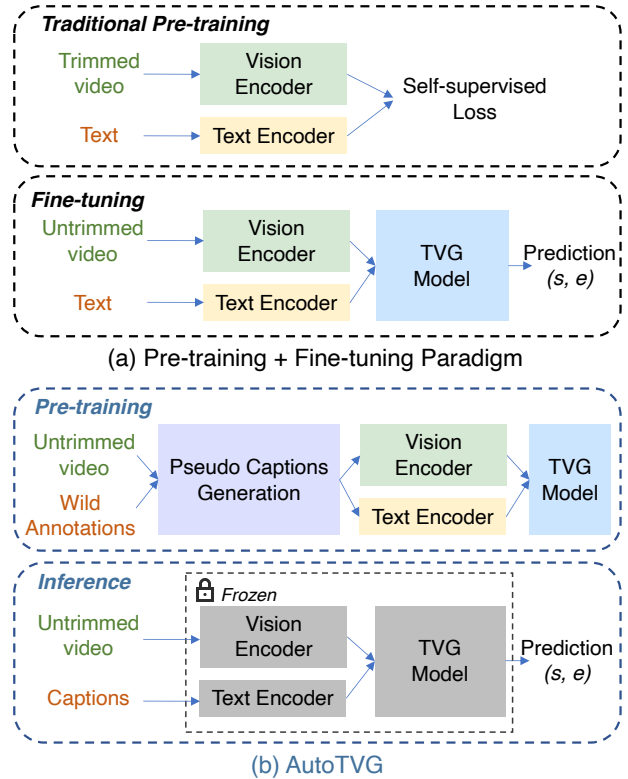 Traditional Pre-training
Trimmed
video
Vision
Encoder
Text
Text Encoder
Self-supervised
Loss
Fine-tuning
Untrimmed
video
Vision
Encoder
Text
Text Encoder
TVG
Model
Prediction
(s, e)
(a) Pre-training + Fine-tuning Paradigm
Pre-training
Untrimmed
video
Wild
Annotations
Pseudo Captions
Generation
Vision
Encoder
Text Encoder
TVG
Model
Inference
Frozen
Untrimmed
video
Vision
Encoder
Captions
Text Encoder
TVG
Model
Prediction
(s, e)
(b) AutoTVG